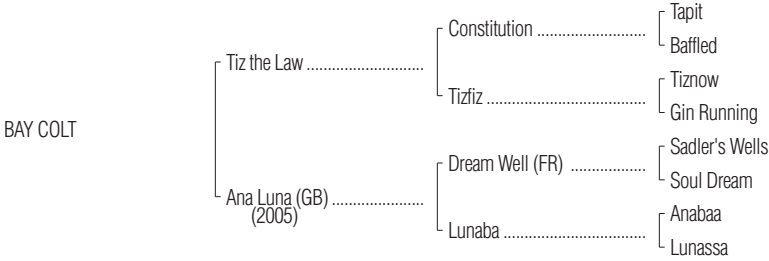 BAY COLT
Tiz the Law ..........................
Ana Luna (GB) ....................
(2005)
Constitution ........................
Tizfiz ...................................
Dream Well (FR) ................
Lunaba ...............................
Tapit
Baffled
Tiznow
Gin Running
Sadler's Wells
Soul Dream
Anabaa
Lunassa